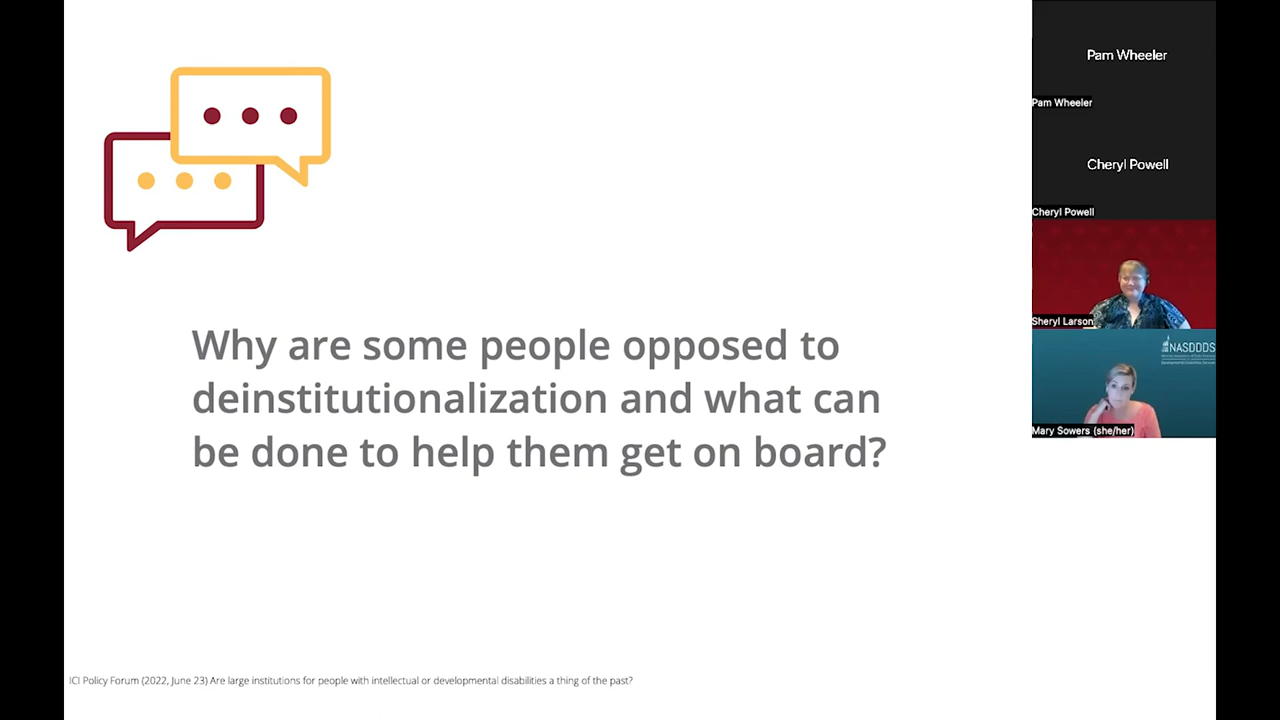 Why are some people opposed to
deinstitutionalization and what can
be done to help them get on board?
ICI Policy Forum (2022, June 23) Are large institutions for people with intellectual or developmental disabilities a thing of the past?
Pam Wheeler
Pam Wheeler
Cheryl Powell
Cheryl Powell
Sheryl Larson
NASDDDS
Mary Sowers (she/her)